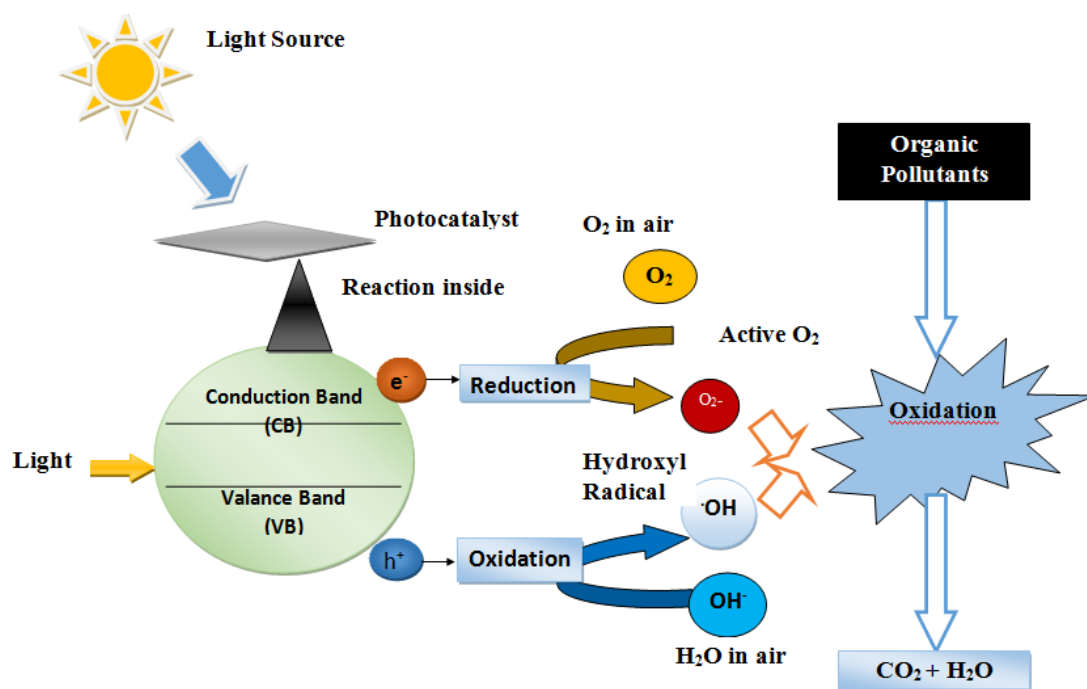 Light Source
Organic
Pollutants
Photocatalyst
O₂ in air
O₂
Reaction inside
Active O₂
e⁻
Reduction
Conduction Band
(CB)
O₂₋
Oxidation
Light
Hydroxyl
Radical
Valance Band
(VB)
·OH
h⁺
Oxidation
OH⁻
H₂O in air
CO₂ + H₂O